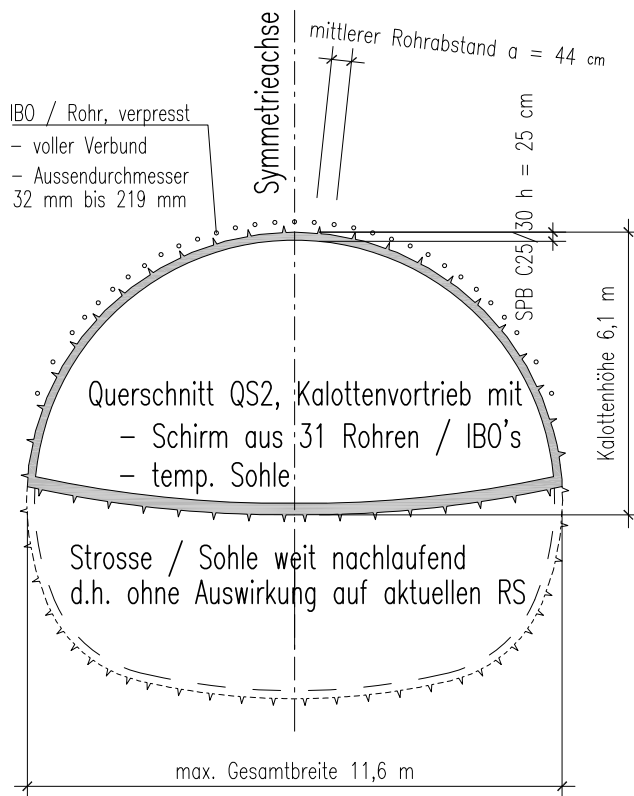 mittlerer Rohrabstand a = 44 cm
Symmetrieachse
IBO / Rohr, verpresst
- voller Verbund
- Aussendurchmesser
32 mm bis 219 mm
SPB C25/30 h = 25 cm
Kalottenhöhe 6,1 m
Querschnitt QS2, Kalottenvortrieb mit
- Schirm aus 31 Rohren / IBO's
- temp. Sohle
Strosse / Sohle weit nachlaufend
d.h. ohne Auswirkung auf aktuellen RS
max. Gesamtbreite 11,6 m